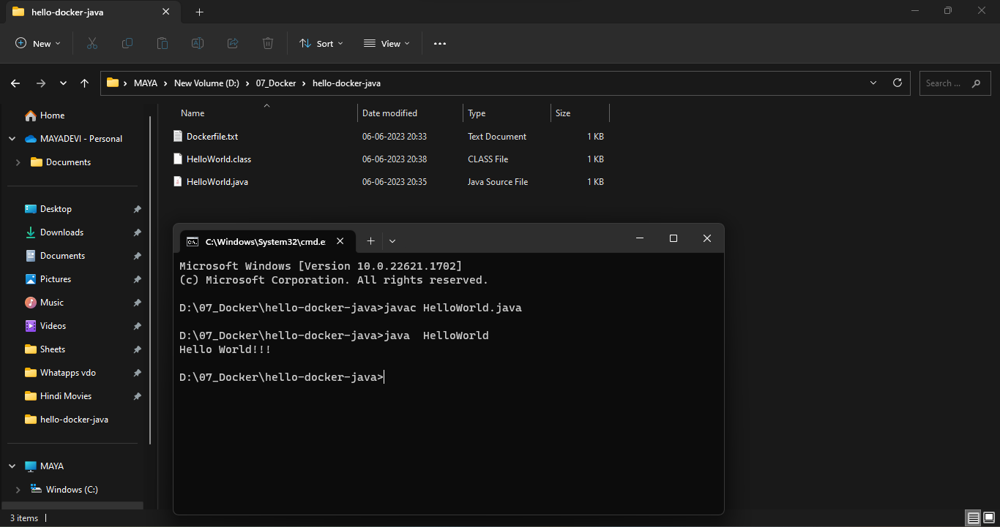 hello-docker-java
New
Sort
View
MAYA > New Volume (D:) > 07_Docker > hello-docker-java
Search ...
Home
MAYADEVI - Personal
Documents
Desktop
Downloads
Documents
Pictures
Music
Videos
Sheets
Whatapps vdo
Hindi Movies
hello-docker-java
MAYA
Windows (C:)
Name Date modified Type Size
Dockerfile.txt 06-06-2023 20:33 Text Document 1 KB
HelloWorld.class 06-06-2023 20:38 CLASS File 1 KB
HelloWorld.java 06-06-2023 20:35 Java Source File 1 KB
C:\Windows\System32\cmd.e
Microsoft Windows [Version 10.0.22621.1702]
(c) Microsoft Corporation. All rights reserved.
D:\07_Docker\hello-docker-java>javac HelloWorld.java
D:\07_Docker\hello-docker-java>java  HelloWorld
Hello World!!!
D:\07_Docker\hello-docker-java>
3 items